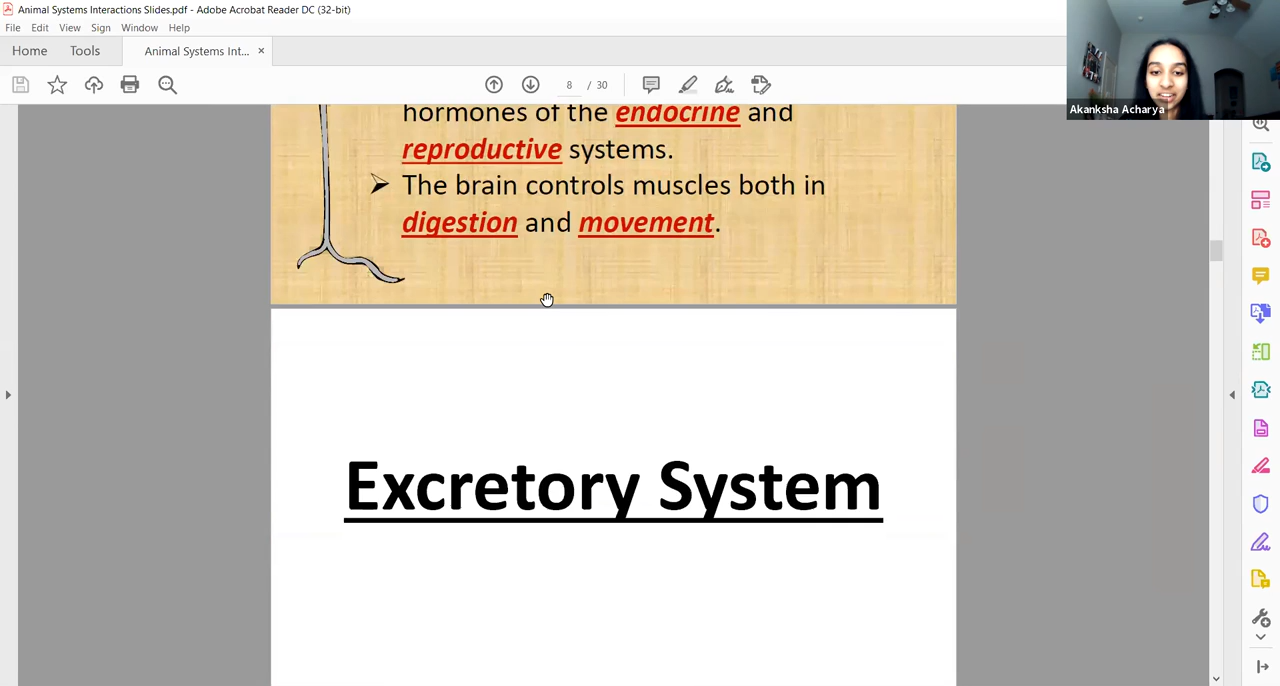 Animal Systems Interactions Slides.pdf - Adobe Acrobat Reader DC (32-bit)
File Edit View Sign Window Help
Home Tools Animal Systems Int... ×
8 / 30
Akanksha Acharya
hormones of the endocrine and
reproductive systems.
➤ The brain controls muscles both in
digestion and movement.
Excretory System